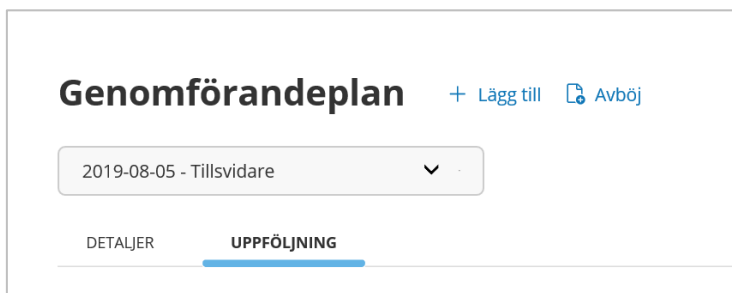 Genomförandeplan + Lägg till Avböj
2019-08-05 - Tillsvidare
DETALJER UPPFÖLJNING